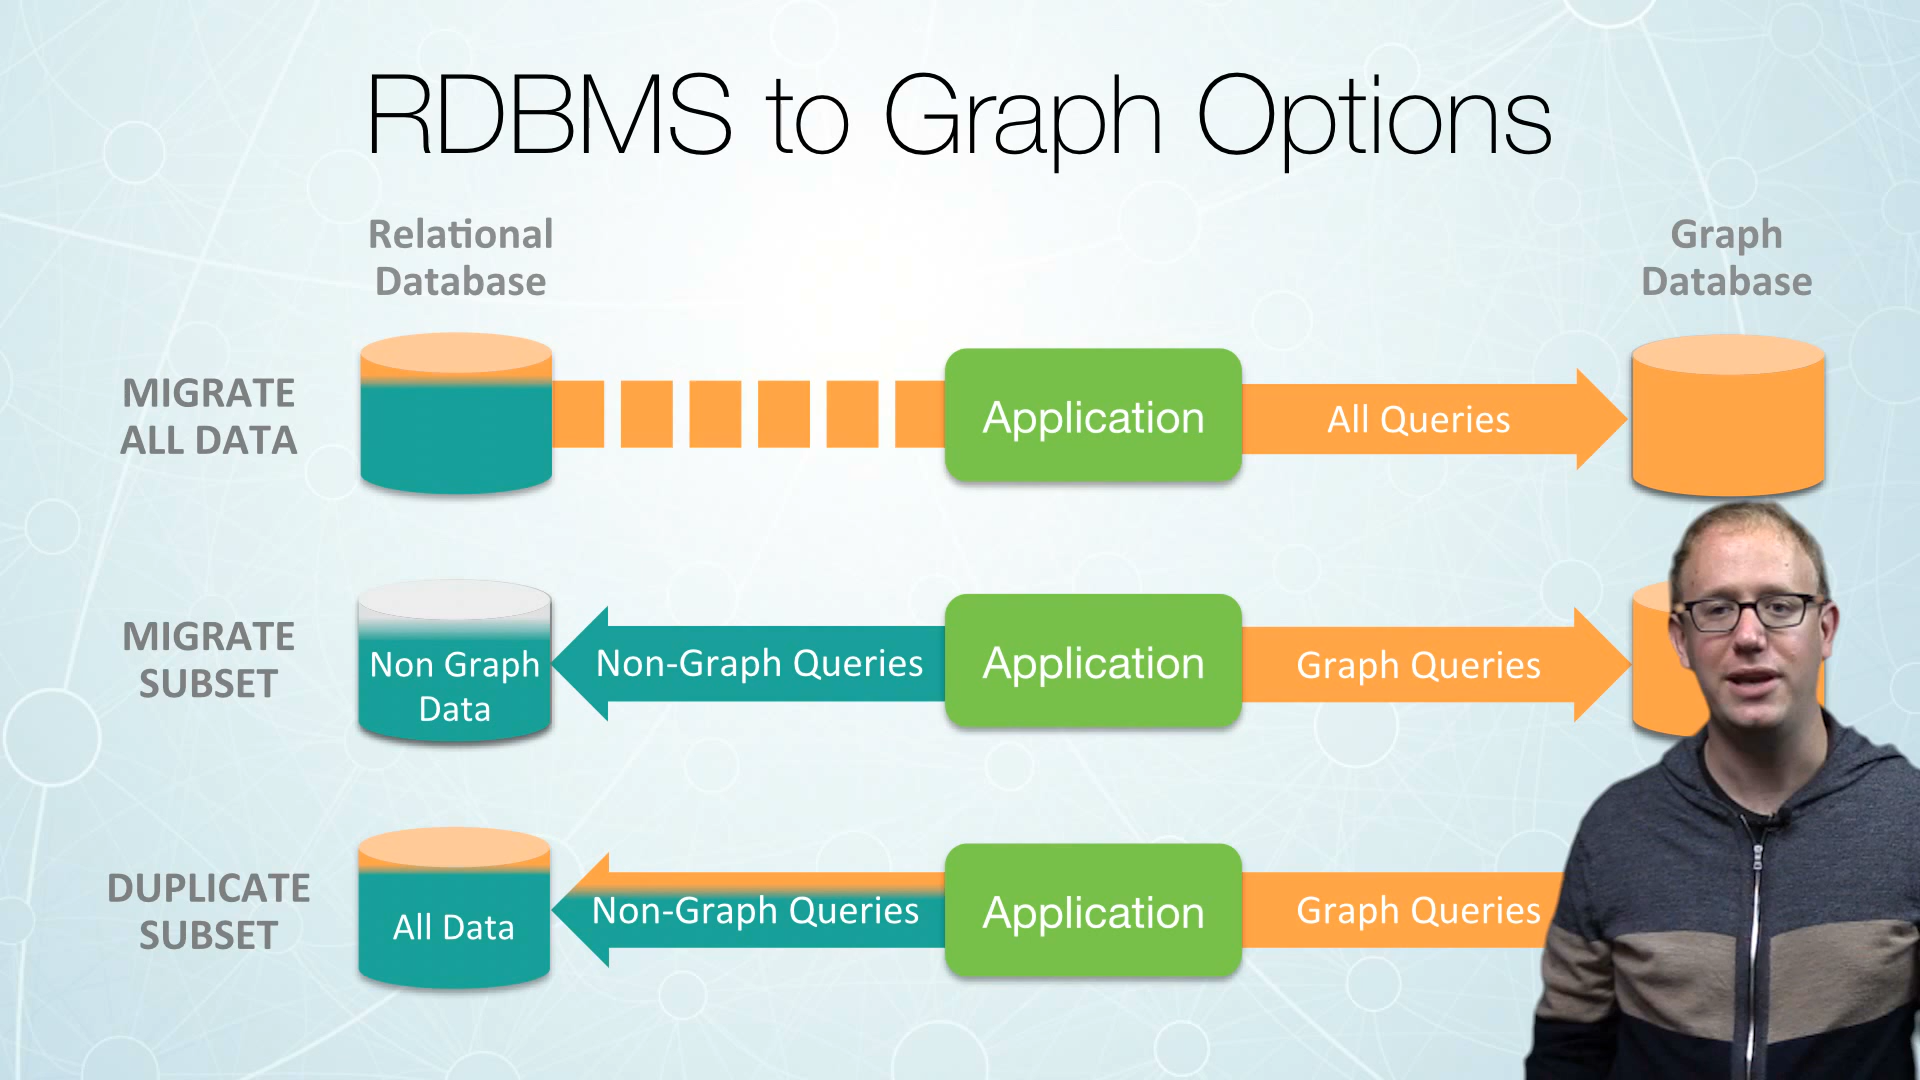 RDBMS to Graph Options
Relational
Database
Graph
Database
MIGRATE
ALL DATA
Application
All Queries
MIGRATE
SUBSET
Non Graph
Data
Non-Graph Queries
Application
Graph Queries
DUPLICATE
SUBSET
All Data
Non-Graph Queries
Application
Graph Queries